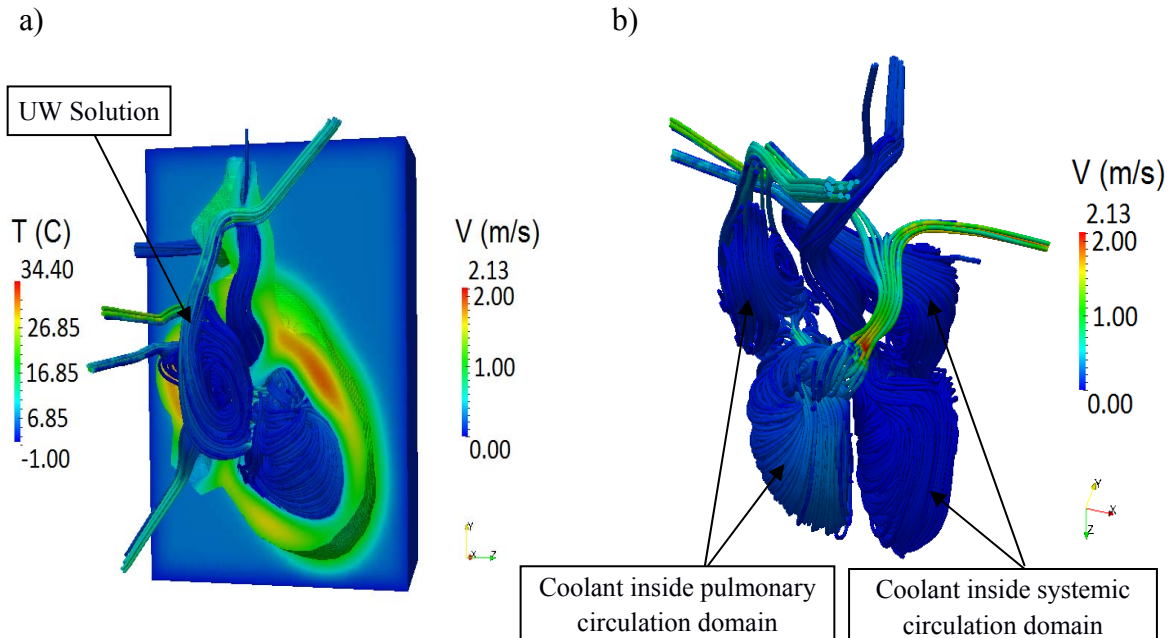 a)
b)
UW Solution
T (C)
34.40
26.85
16.85
6.85
-1.00
V (m/s)
2.13
2.00
1.00
0.00
Y
X
Z
V (m/s)
2.13
2.00
1.00
0.00
Y
X
Z
Coolant inside pulmonary
circulation domain
Coolant inside systemic
circulation domain